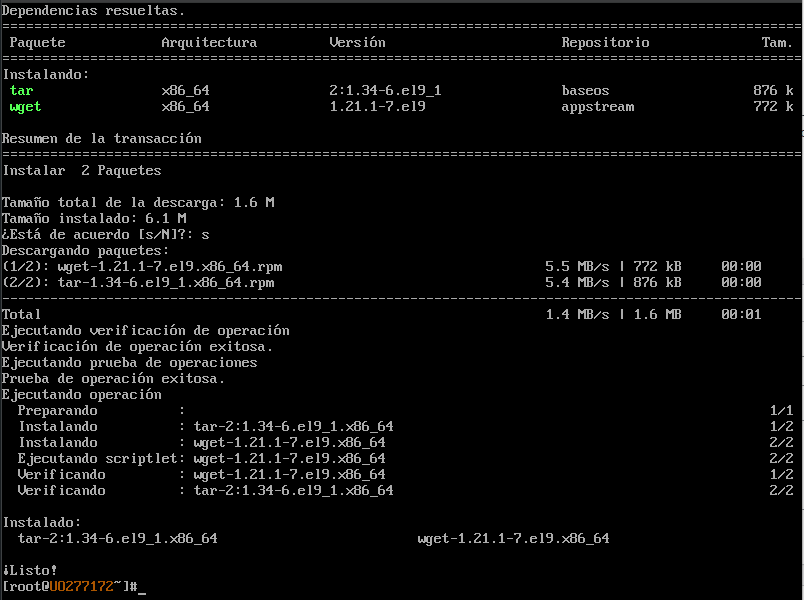 Dependencias resueltas.
================================================================================
Paquete Arquitectura Versión Repositorio Tam.
================================================================================
Instalando:
tar x86_64 2:1.34-6.el9_1 baseos 876 k
wget x86_64 1.21.1-7.el9 appstream 772 k
Resumen de la transacción
================================================================================
Instalar 2 Paquetes
Tamaño total de la descarga: 1.6 M
Tamaño instalado: 6.1 M
¿Está de acuerdo [s/N]?: s
Descargando paquetes:
(1/2): wget-1.21.1-7.el9.x86_64.rpm 5.5 MB/s | 772 kB 00:00
(2/2): tar-1.34-6.el9_1.x86_64.rpm 5.4 MB/s | 876 kB 00:00
--------------------------------------------------------------------------------
Total 1.4 MB/s | 1.6 MB 00:01
Ejecutando verificación de operación
Verificación de operación exitosa.
Ejecutando prueba de operaciones
Prueba de operación exitosa.
Ejecutando operación
Preparando : 1/1
Instalando : tar-2:1.34-6.el9_1.x86_64 1/2
Instalando : wget-1.21.1-7.el9.x86_64 2/2
Ejecutando scriptlet: wget-1.21.1-7.el9.x86_64 2/2
Verificando : wget-1.21.1-7.el9.x86_64 1/2
Verificando : tar-2:1.34-6.el9_1.x86_64 2/2
Instalado:
tar-2:1.34-6.el9_1.x86_64 wget-1.21.1-7.el9.x86_64
¡Listo!
[root@UO277172~]#_